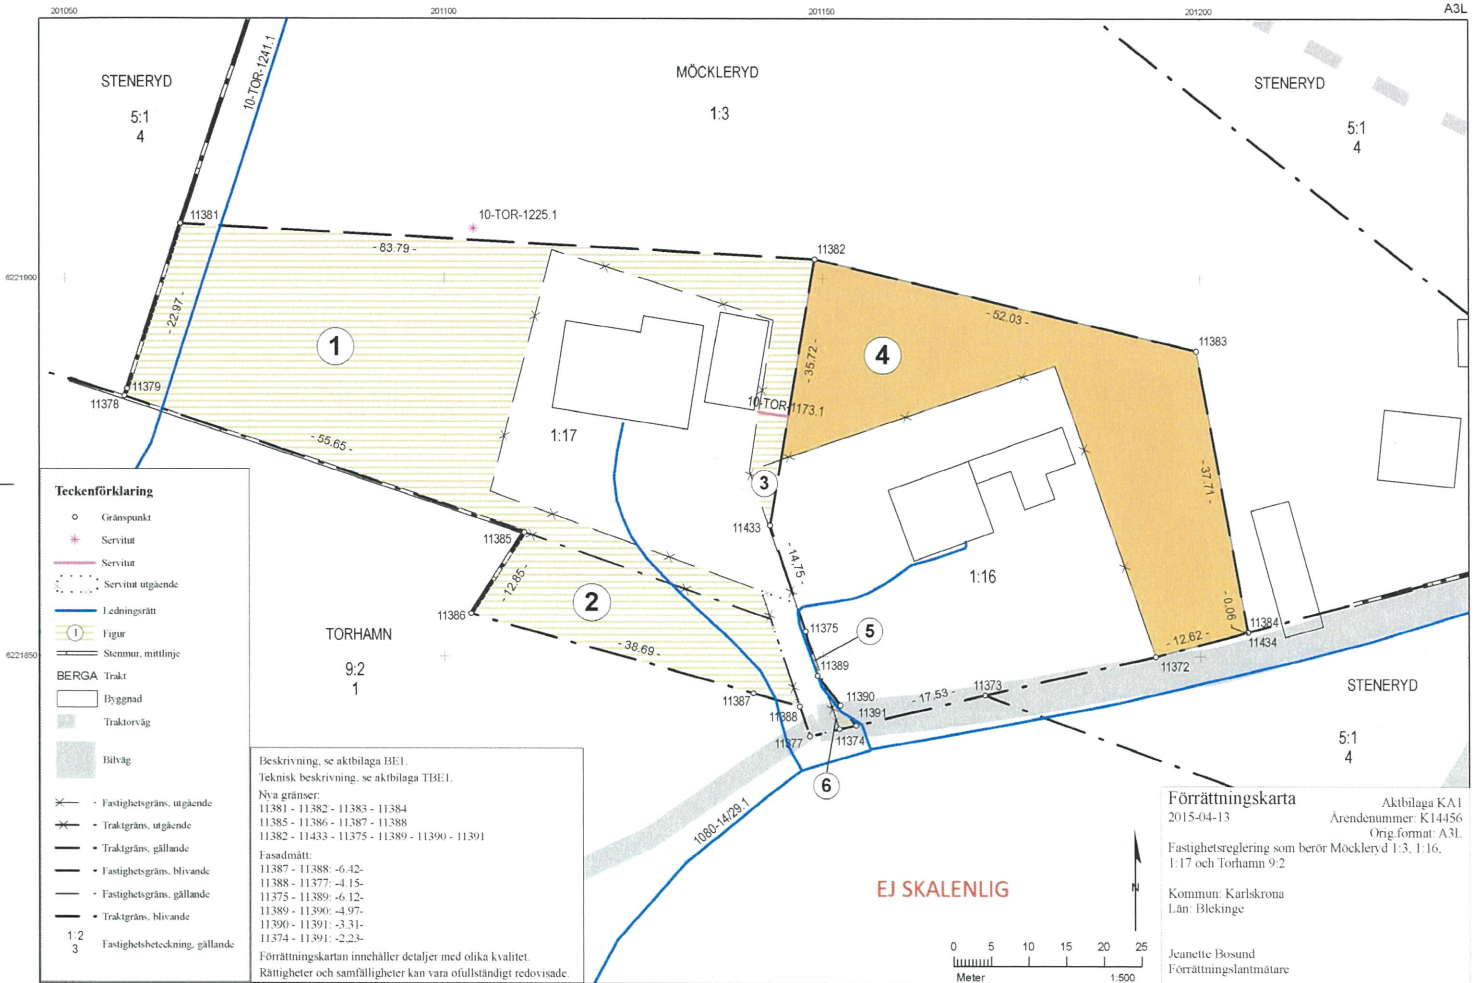 201050
201100
201150
201200
A3L
STENERYD
5:1
4
10-TOR-1241.1
MÖCKLERYD
1:3
STENERYD
5:1
4
11381
10-TOR-1225.1
- 83.79 -
11382
6221900
- 22.97 -
1
- 52.03 -
- 35.72 -
4
11383
11379
11378
10-TOR-1173.1
- 55.65 -
1:17
3
- 37.71 -
11433
11385
- 14.75 -
- 12.85 -
1:16
2
11386
- 0.06 -
TORHAMN
9:2
1
11375
5
11384
11434
- 12.62 -
- 38.69 -
6221850
11389
11372
11387
11390
- 17.53 -
11373
11388
11391
STENERYD
5:1
4
11377
11374
6
1080-14/29.1
Teckenförklaring
Gränspunkt
Servitut
Servitut
Servitut utgående
Ledningsrätt
1 Figur
Stenmur, mittlinje
BERGA Trakt
Byggnad
Traktorväg
Bilväg
Fastighetsgräns, utgående
Traktgräns, utgående
Traktgräns, gällande
Fastighetsgräns, blivande
Fastighetsgräns, gällande
Traktgräns, blivande
1:2
3
Fastighetsbeteckning, gällande
Beskrivning, se aktbilaga BE1.
Teknisk beskrivning, se aktbilaga TBE1.
Nya gränser:
11381 - 11382 - 11383 - 11384
11385 - 11386 - 11387 - 11388
11382 - 11433 - 11375 - 11389 - 11390 - 11391
Fasadmått:
11387 - 11388: -6.42-
11388 - 11377: -4.15-
11375 - 11389: -6.12-
11389 - 11390: -4.97-
11390 - 11391: -3.31-
11374 - 11391: -2.23-
Förrättningskartan innehåller detaljer med olika kvalitet.
Rättigheter och samfälligheter kan vara ofullständigt redovisade.
EJ SKALENLIG
N
0 5 10 15 20 25
Meter 1:500
Förrättningskarta
2015-04-13
Aktbilaga KA1
Ärendenummer: K14456
Orig.format: A3L
Fastighetsreglering som berör Möckleryd 1:3, 1:16,
1:17 och Torhamn 9:2
Kommun: Karlskrona
Län: Blekinge
Jeanette Bosund
Förrättningslantmätare